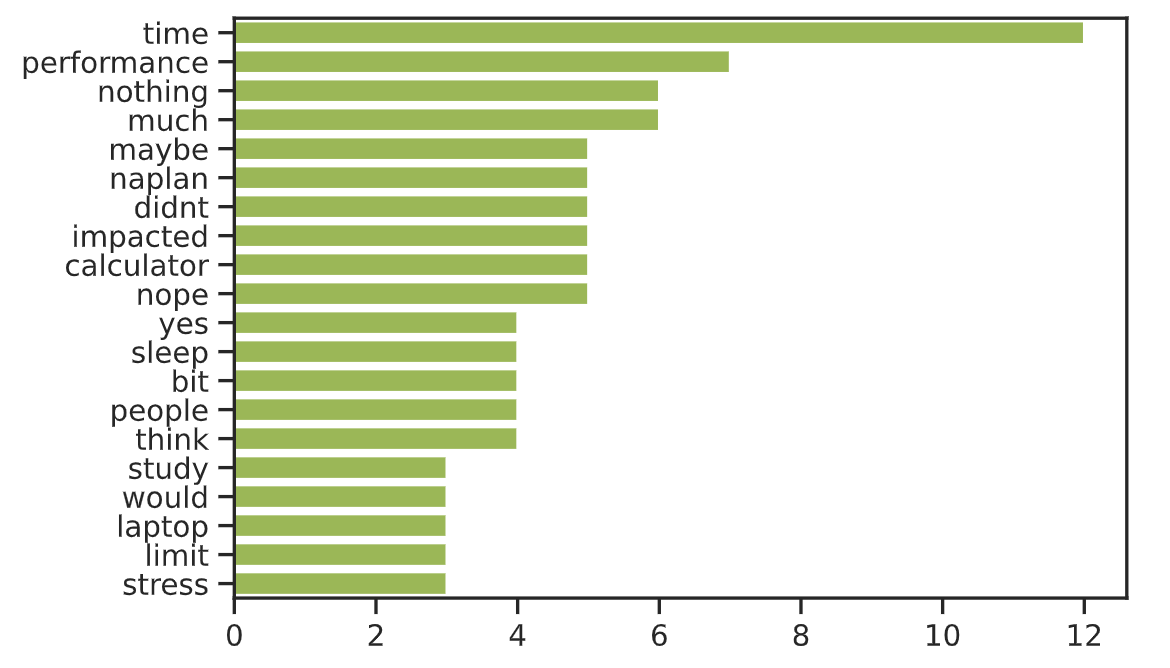 time
performance
nothing
much
maybe
naplan
didnt
impacted
calculator
nope
yes
sleep
bit
people
think
study
would
laptop
limit
stress
0 2 4 6 8 10 12